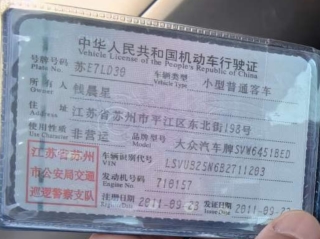 中华人民共和国机动车行驶证
Vehicle License of the People's Republic of China
号牌号码 苏E7LD30 车辆类型 小型普通客车
Plate No. Vehicle Type
所有人 侯晨星
Owner
住址 江苏省苏州市平江区东北街198号
Address
使用性质 非营运 品牌型号 大众汽车牌SVW6451BED
江苏省苏州 车辆识别代号 LSVUB25N6B2711203
市公安局交通 VIN
巡逻警察支队 发动机号码 718157
Engine No.
注册日期 2011-09-23 发证日期 2011-09-23